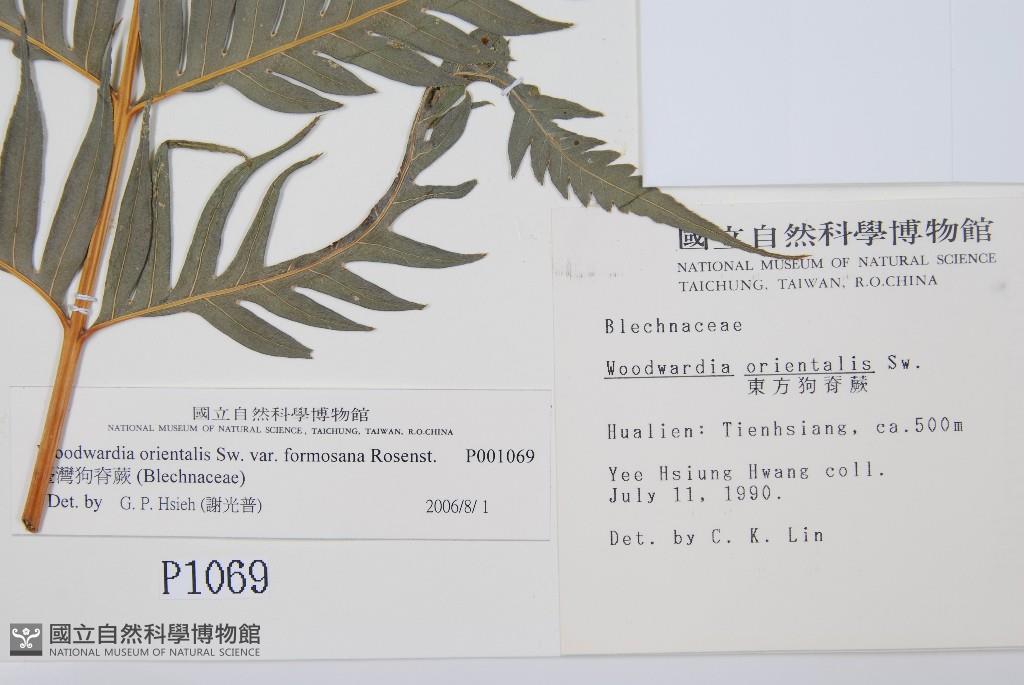 國立自然科學博物館
NATIONAL MUSEUM OF NATURAL SCIENCE
TAICHUNG, TAIWAN, R.O.CHINA
Blechnaceae
Woodwardia orientalis Sw.
東方狗脊蕨
Hualien: Tienhsiang, ca.500m
Yee Hsiung Hwang coll.
July 11, 1990.
Det. by C. K. Lin
國立自然科學博物館
NATIONAL MUSEUM OF NATURAL SCIENCE, TAICHUNG, TAIWAN, R.O.CHINA
Woodwardia orientalis Sw. var. formosana Rosenst. P001069
臺灣狗脊蕨 (Blechnaceae)
Det. by G. P. Hsieh (謝光普) 2006/8/1
P1069
國立自然科學博物館
NATIONAL MUSEUM OF NATURAL SCIENCE